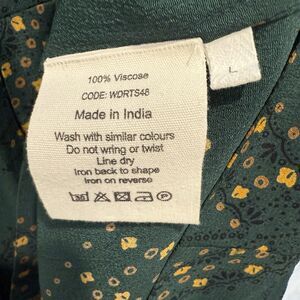 100% Viscose
CODE: WDRTS48
Made in India
Wash with similar colours
Do not wring or twist
Line dry
Iron back to shape
Iron on reverse
L